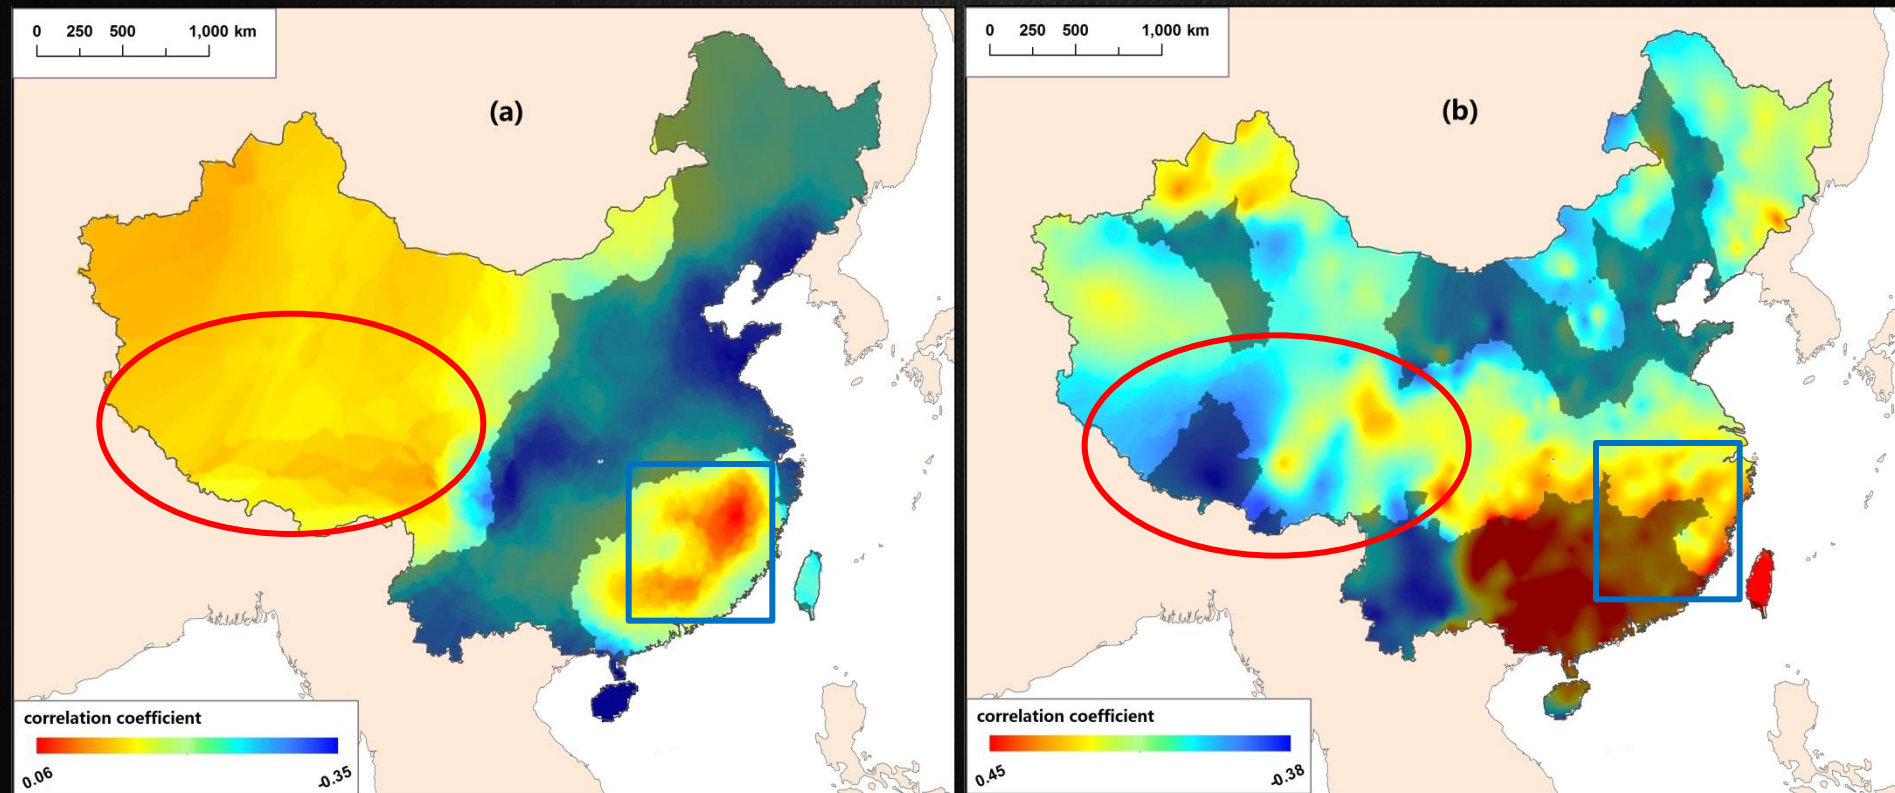 0 250 500 1,000 km
(a)
correlation coefficient
0.06 -0.35
0 250 500 1,000 km
(b)
correlation coefficient
0.45 -0.38